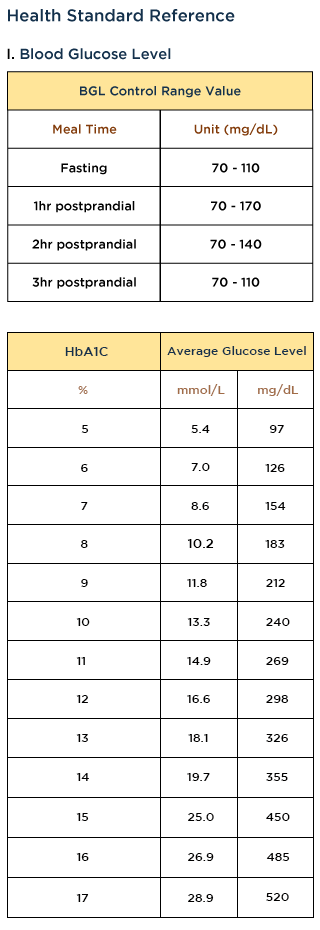 Health Standard Reference
I. Blood Glucose Level
BGL Control Range Value
Meal Time Unit (mg/dL)
Fasting 70 - 110
1hr postprandial 70 - 170
2hr postprandial 70 - 140
3hr postprandial 70 - 110
HbA1C Average Glucose Level
% mmol/L mg/dL
5 5.4 97
6 7.0 126
7 8.6 154
8 10.2 183
9 11.8 212
10 13.3 240
11 14.9 269
12 16.6 298
13 18.1 326
14 19.7 355
15 25.0 450
16 26.9 485
17 28.9 520